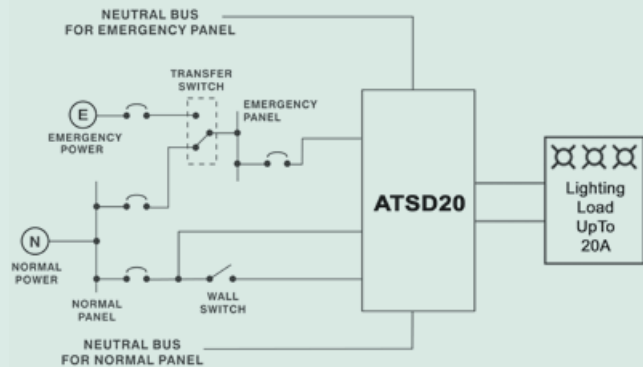 NEUTRAL BUS
FOR EMERGENCY PANEL
TRANSFER
SWITCH
E
EMERGENCY
POWER
EMERGENCY
PANEL
ATSD20
Lighting
Load
UpTo
20A
N
NORMAL
POWER
NORMAL
PANEL
WALL
SWITCH
NEUTRAL BUS
FOR NORMAL PANEL